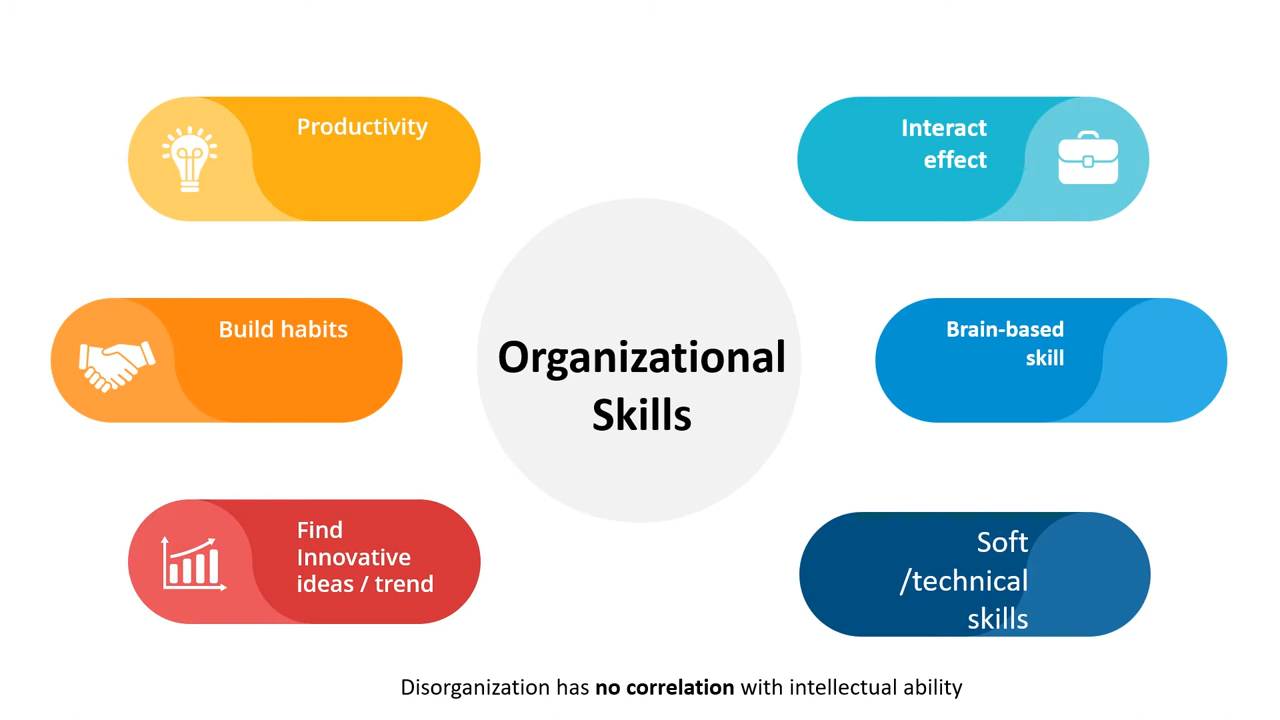 Productivity
Interact
effect
Build habits
Organizational
Skills
Brain-based
skill
Find
Innovative
ideas / trend
Soft
/technical
skills
Disorganization has no correlation with intellectual ability